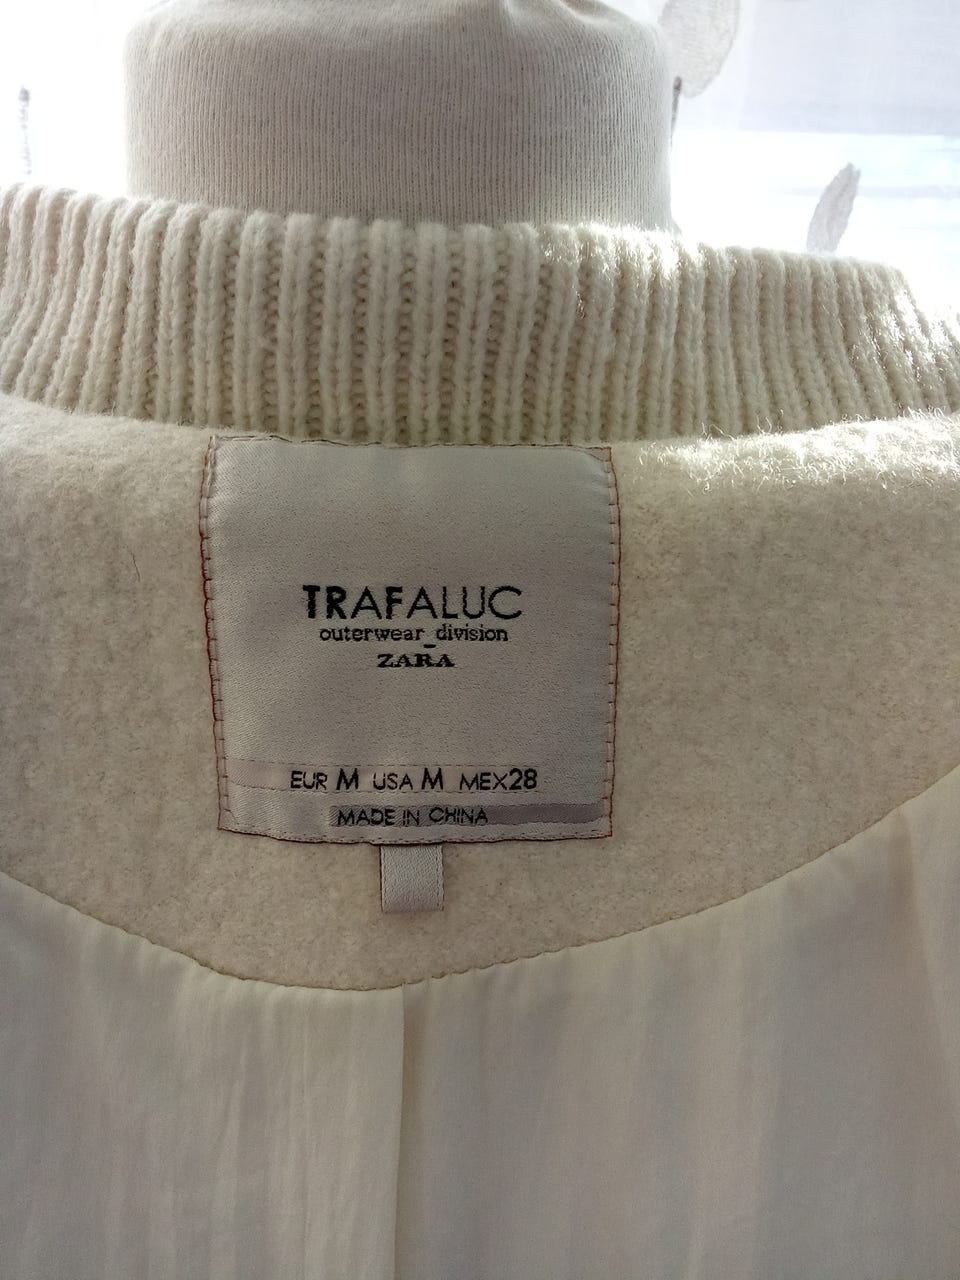 TRAFALUC
outerwear_division
ZARA
EUR M USA M MEX28
MADE IN CHINA